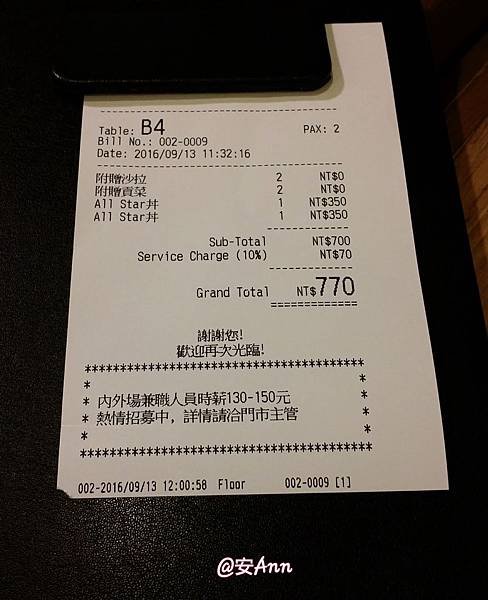 Table: B4 PAX: 2
Bill No.: 002-0009
Date: 2016/09/13 11:32:16
附贈沙拉 2 NT$0
附贈貢菜 2 NT$0
All Star丼 1 NT$350
All Star丼 1 NT$350
Sub-Total NT$700
Service Charge (10%) NT$70
Grand Total NT$770
謝謝您!
歡迎再次光臨!
****************************************
* *
* 內外場兼職人員時薪130-150元 *
* 熱情招募中, 詳情請洽門市主管 *
* *
****************************************
002-2016/09/13 12:00:58 Floor 002-0009 [1]
@安Ann